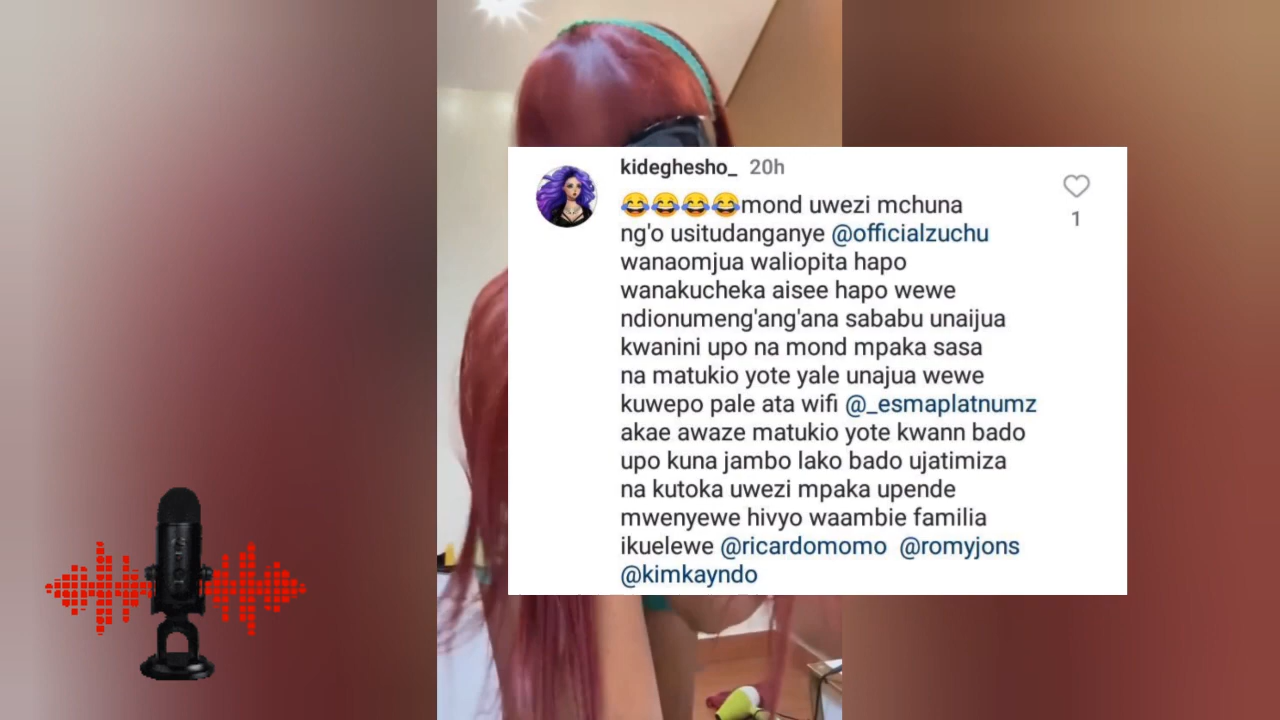 kideghesho_ 20h
😂😂😂😂mond uwezi mchuna
ng'o usitudanganye @officialzuchu
wanaomjua waliopita hapo
wanakucheka aisee hapo wewe
ndionumeng'ang'ana sababu unaijua
kwanini upo na mond mpaka sasa
na matukio yote yale unajua wewe
kuwepo pale ata wifi @_esmaplatnumz
akae awaze matukio yote kwann bado
upo kuna jambo lako bado ujatimiza
na kutoka uwezi mpaka upende
mwenyewe hivyo waambie familia
ikuelewe @ricardomomo @romyjons
@kimkayndo
1